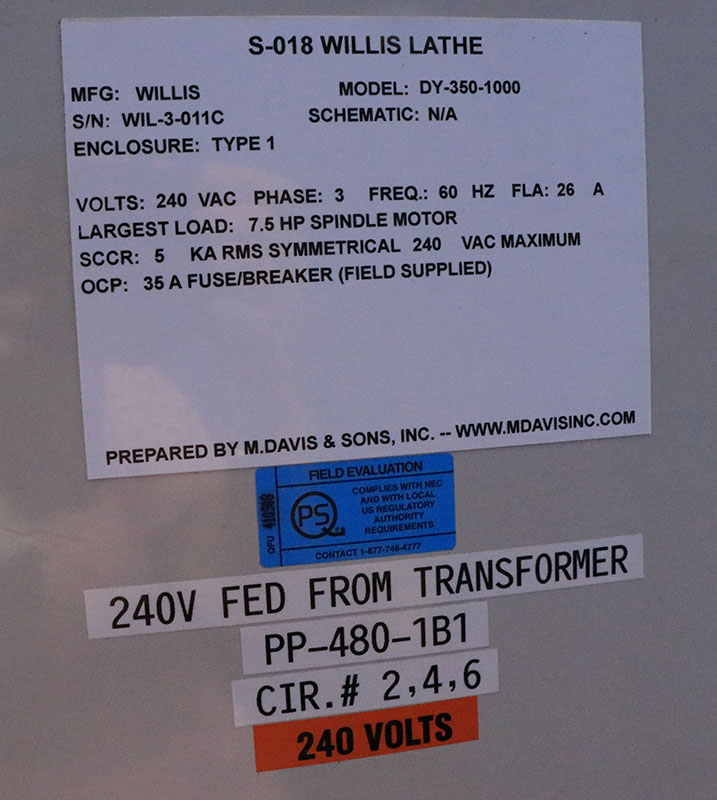 S-018 WILLIS LATHE
MFG: WILLIS MODEL: DY-350-1000
S/N: WIL-3-011C SCHEMATIC: N/A
ENCLOSURE: TYPE 1
VOLTS: 240 VAC PHASE: 3 FREQ.: 60 HZ FLA: 26 A
LARGEST LOAD: 7.5 HP SPINDLE MOTOR
SCCR: 5 KA RMS SYMMETRICAL 240 VAC MAXIMUM
OCP: 35 A FUSE/BREAKER (FIELD SUPPLIED)
PREPARED BY M.DAVIS & SONS, INC. -- WWW.MDAVISINC.COM
FIELD EVALUATION
QFU 410908
PS
COMPLIES WITH NEC
AND WITH LOCAL
US REGULATORY
AUTHORITY
REQUIREMENTS
CONTACT 1-877-746-4777
240V FED FROM TRANSFORMER
PP-480-1B1
CIR.# 2,4,6
240 VOLTS